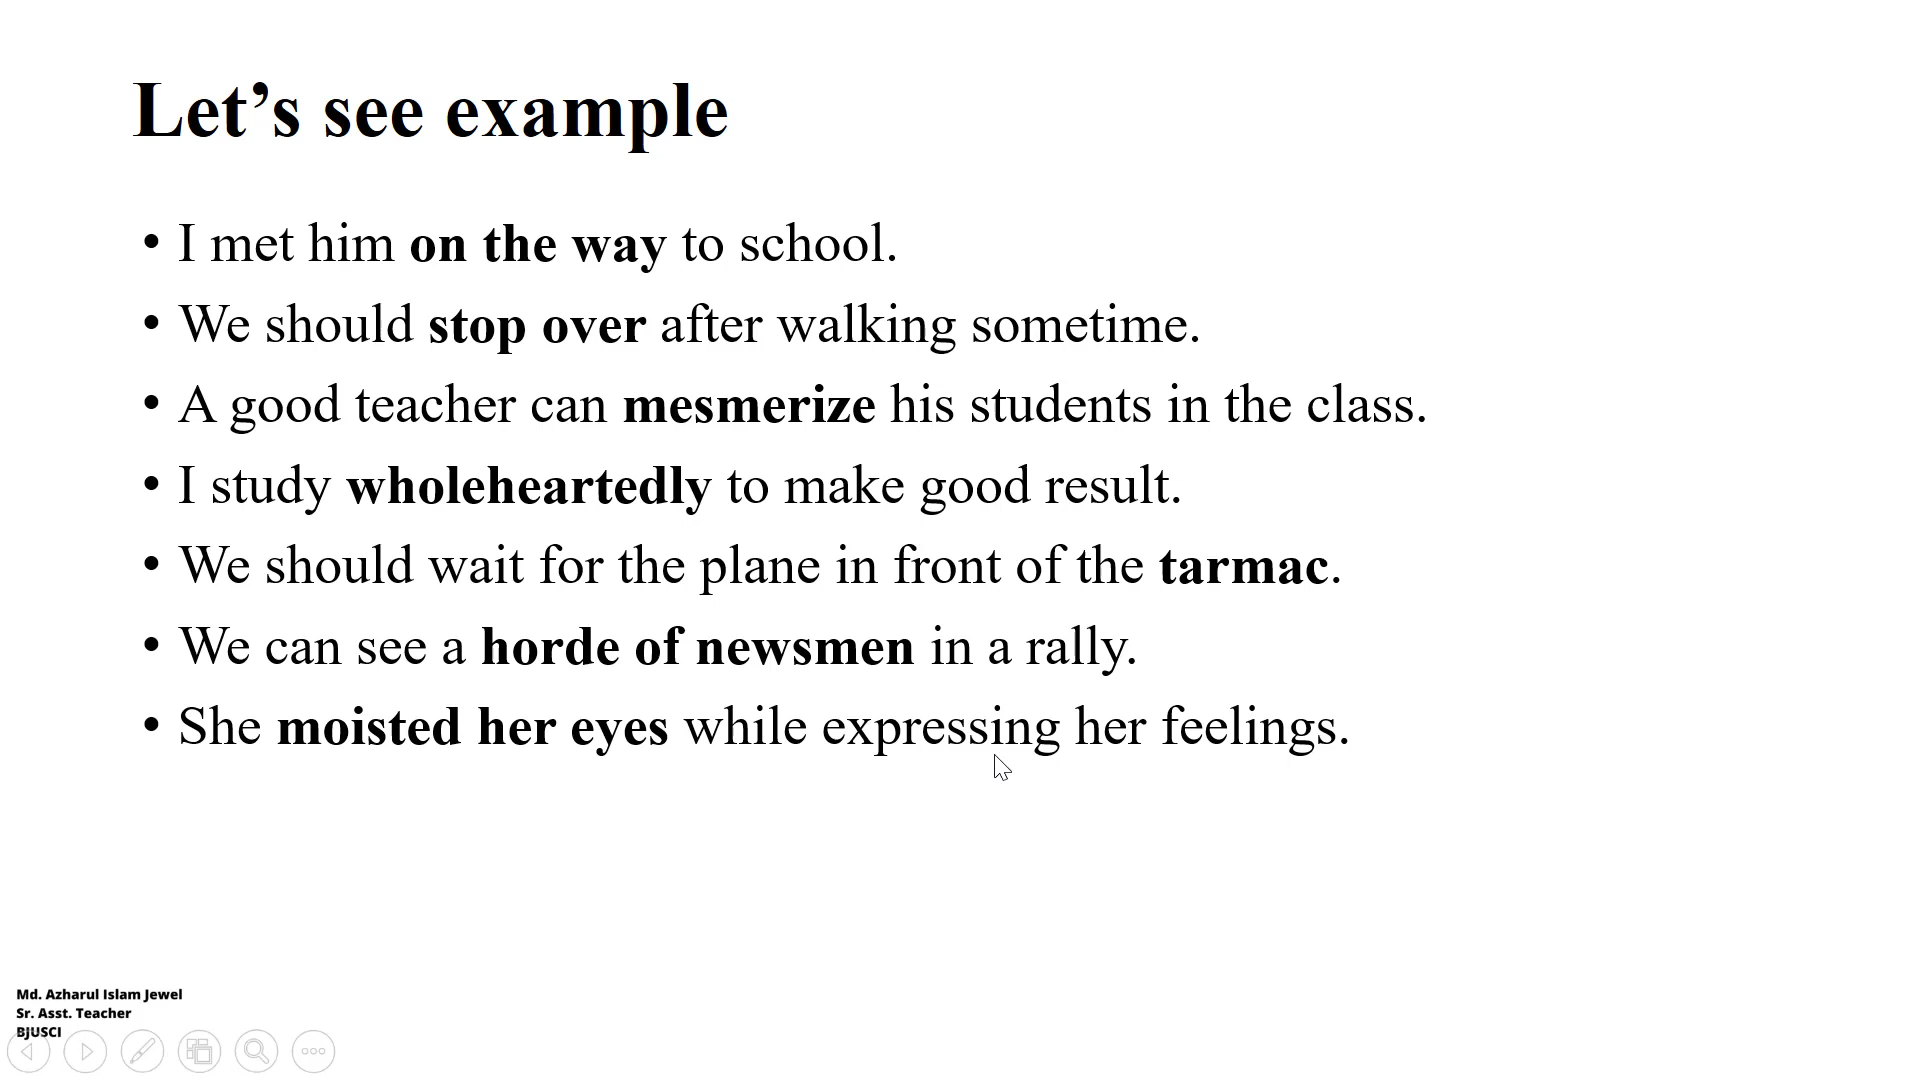 Let’s see example
• I met him on the way to school.
• We should stop over after walking sometime.
• A good teacher can mesmerize his students in the class.
• I study wholeheartedly to make good result.
• We should wait for the plane in front of the tarmac.
• We can see a horde of newsmen in a rally.
• She moisted her eyes while expressing her feelings.
Md. Azharul Islam Jewel
Sr. Asst. Teacher
BJUSCI